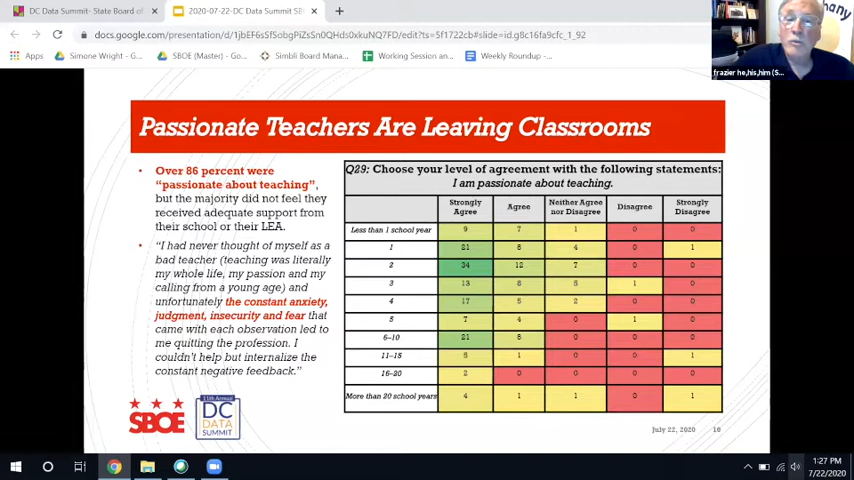 DC Data Summit- State Board of
2020-07-22-DC Data Summit SB
docs.google.com/presentation/d/1jbEF6sSf5obgPiZsSn0QHds0xkuNQ7FD/edit?ts=5f1722cb#slide=id.g8c16fa9cfc_1_92
Apps
Simone Wright - Go...
SBOE (Master) - Go...
Simbli Board Mana...
Working Session an...
Weekly Roundup -...
frazier he,his,him (S...
Passionate Teachers Are Leaving Classrooms
• Over 86 percent were
"passionate about teaching",
but the majority did not feel they
received adequate support from
their school or their LEA.
• "I had never thought of myself as a
bad teacher (teaching was literally
my whole life, my passion and my
calling from a young age) and
unfortunately the constant anxiety,
judgment, insecurity and fear that
came with each observation led to
me quitting the profession. I
couldn't help but internalize the
constant negative feedback."
Q29: Choose your level of agreement with the following statements:
I am passionate about teaching.
Strongly Agree Agree Neither Agree nor Disagree Disagree Strongly Disagree
Less than 1 school year 9 7 1 0 0
1 21 8 4 0 1
2 34 12 7 0 0
3 13 8 5 1 0
4 17 5 2 0 0
5 7 4 0 1 0
6-10 21 8 0 0 0
11-15 8 1 0 0 1
16-20 2 0 0 0 0
More than 20 school years 4 1 1 0 1
SBOE
11th Annual
DC
DATA
SUMMIT
July 22, 2020 16
1:27 PM
7/22/2020